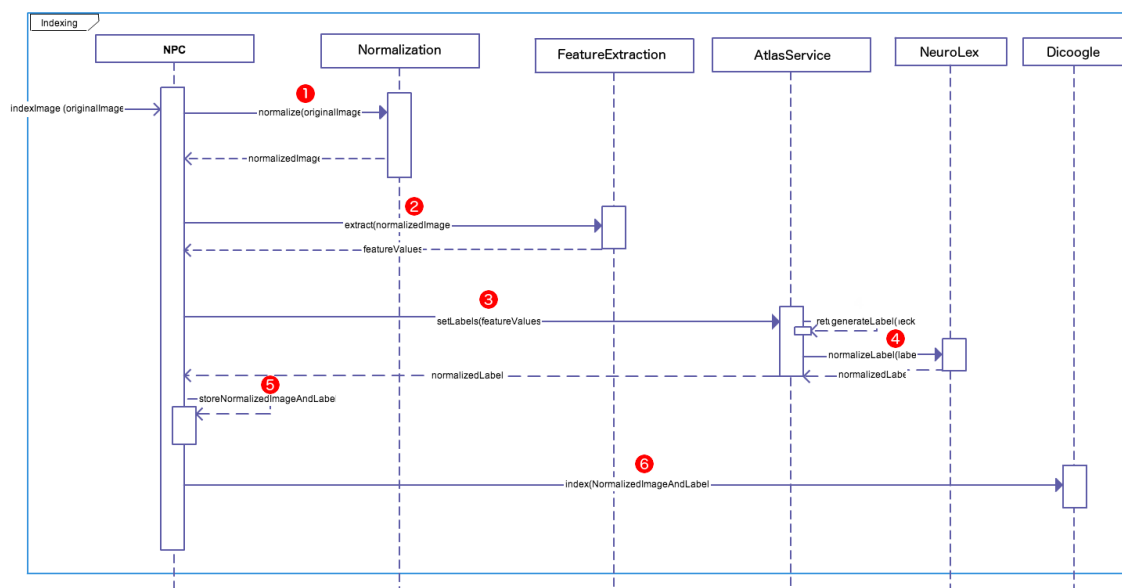 Indexing
NPC
Normalization
FeatureExtraction
AtlasService
NeuroLex
Dicoogle
indexImage (originalImage
1
normalize(originalImage
normalizedImage
2
extract(normalizedImage
featureValues
3
setLabels(featureValues
generateLabel(
4
normalizeLabel(labe
normalizedLabe
normalizedLabel
5
storeNormalizedImageAndLabel
6
index(NormalizedImageAndLabel